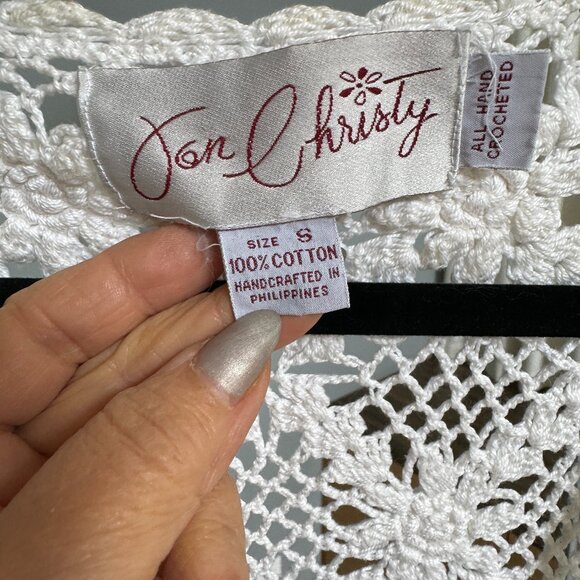 Jon Christy
ALL HAND
CROCHETED
SIZE S
100% COTTON
HANDCRAFTED IN
PHILIPPINES